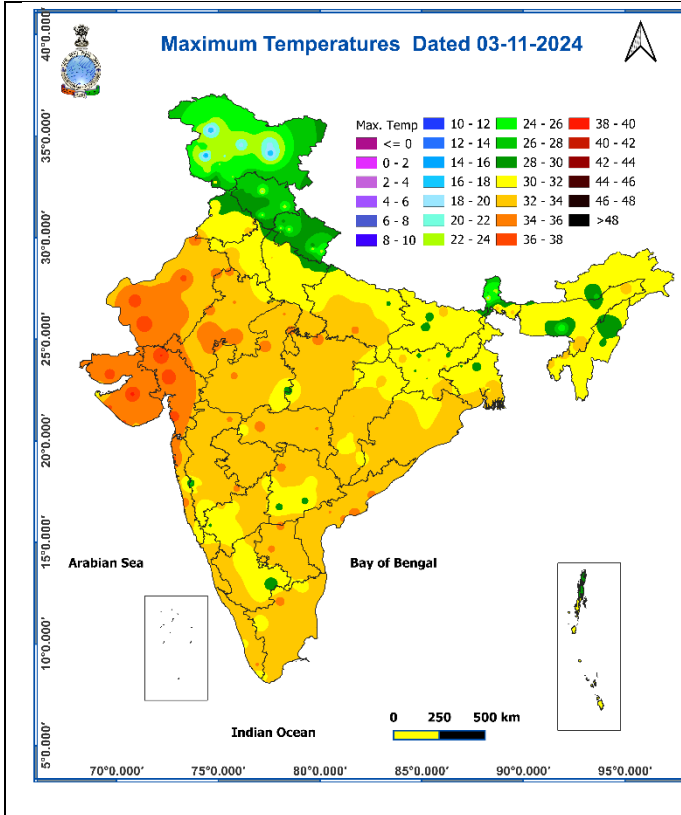 Maximum Temperatures Dated 03-11-2024
40°0.000'
35°0.000'
30°0.000'
25°0.000'
20°0.000'
15°0.000'
10°0.000'
5°0.000'
Max. Temp
<= 0
0 - 2
2 - 4
4 - 6
6 - 8
8 - 10
10 - 12
12 - 14
14 - 16
16 - 18
18 - 20
20 - 22
22 - 24
24 - 26
26 - 28
28 - 30
30 - 32
32 - 34
34 - 36
36 - 38
38 - 40
40 - 42
42 - 44
44 - 46
46 - 48
>48
Arabian Sea
Bay of Bengal
Indian Ocean
0 250 500 km
70°0.000'
75°0.000'
80°0.000'
85°0.000'
90°0.000'
95°0.000'